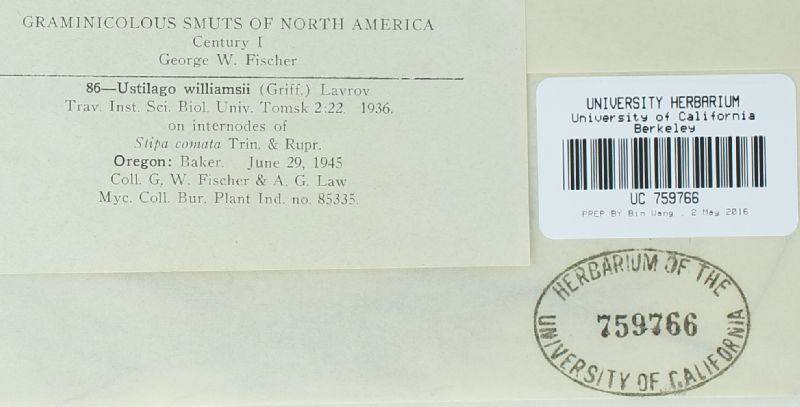 GRAMINICOLOUS SMUTS OF NORTH AMERICA
Century I
George W. Fischer
86—Ustilago williamsii (Griff.) Lavrov
Trav. Inst. Sci. Biol. Univ. Tomsk 2:22. 1936.
on internodes of
Stipa comata Trin. & Rupr.
Oregon: Baker. June 29, 1945
Coll. G, W. Fischer & A. G. Law
Myc. Coll. Bur. Plant Ind. no. 85335.
UNIVERSITY HERBARIUM
University of California
Berkeley
UC 759766
PREP BY Bin Wang . 2 May 2016
HERBARIUM OF THE
759766
UNIVERSITY OF CALIFORNIA